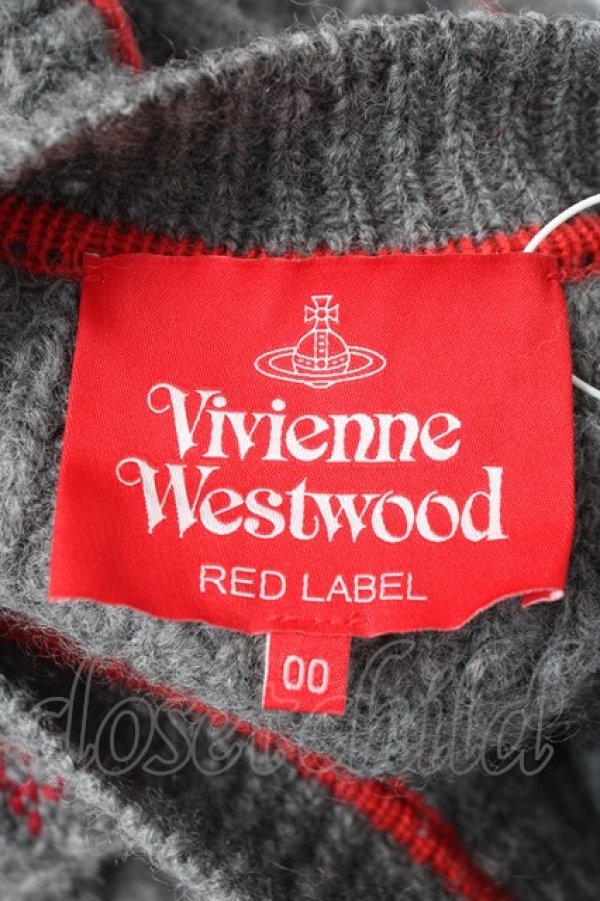 Vivienne
Westwood
RED LABEL
00
closetchild